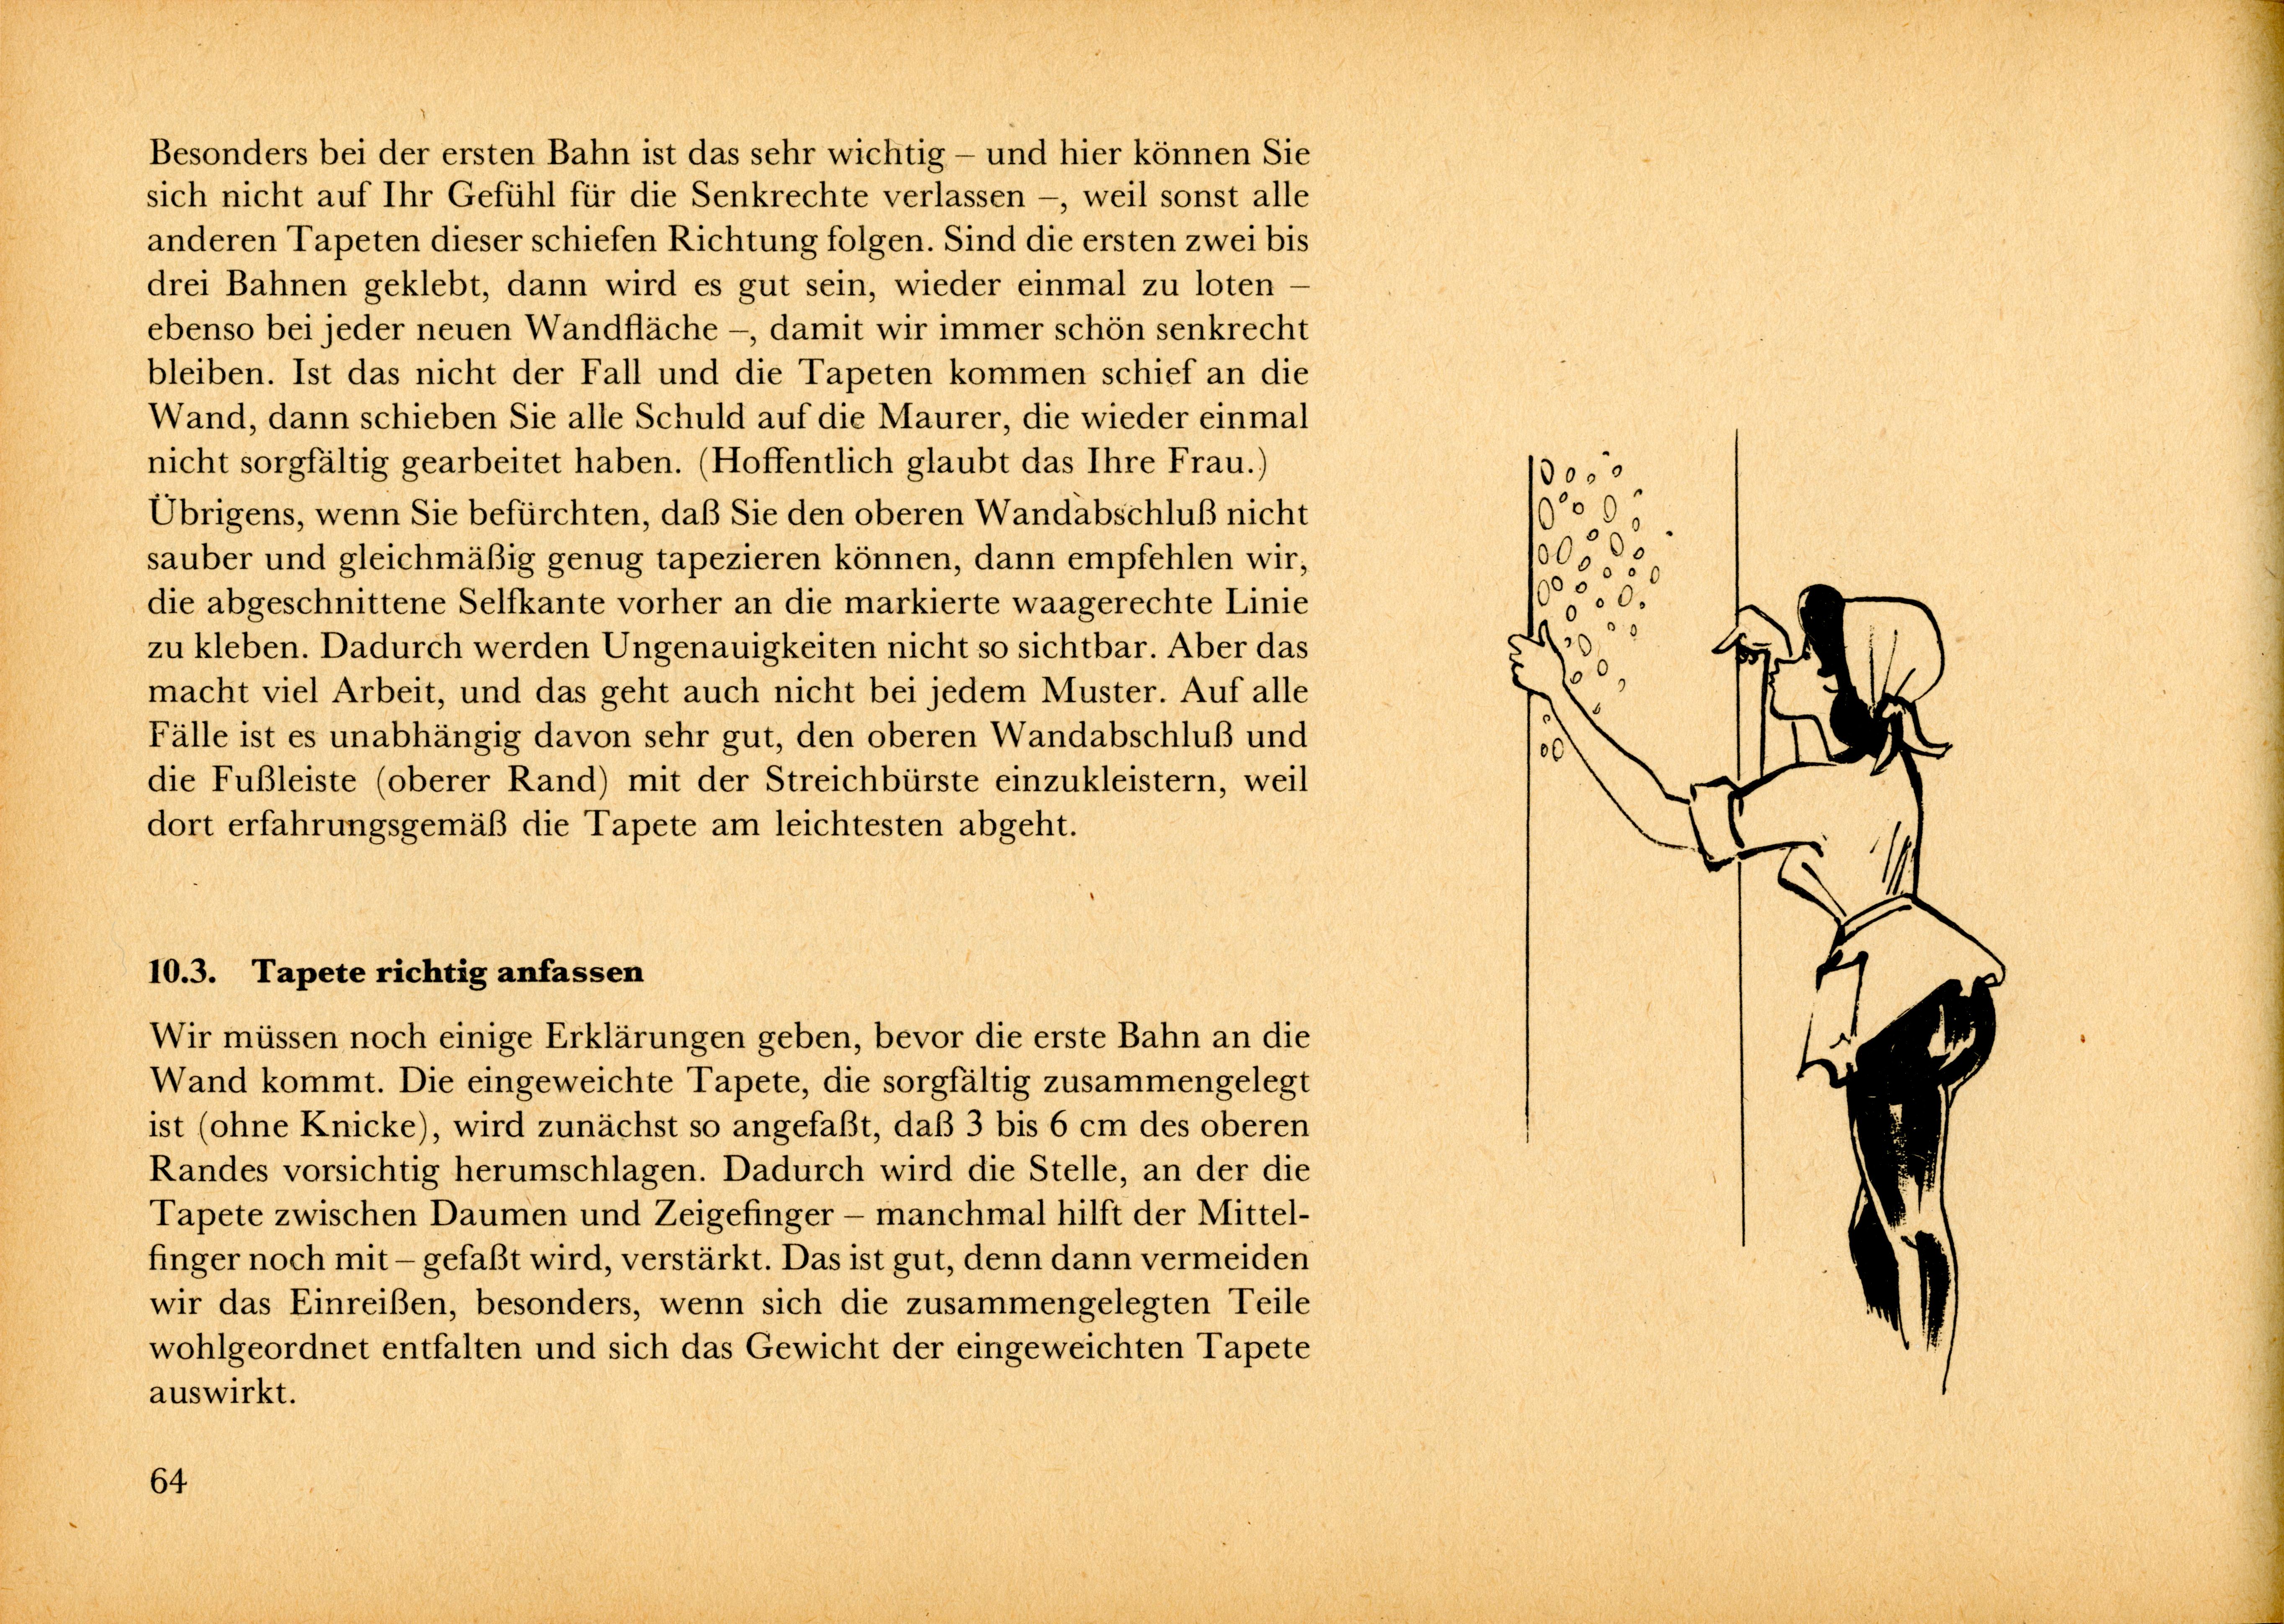 Besonders bei der ersten Bahn ist das sehr wichtig – und hier können Sie
sich nicht auf Ihr Gefühl für die Senkrechte verlassen –, weil sonst alle
anderen Tapeten dieser schiefen Richtung folgen. Sind die ersten zwei bis
drei Bahnen geklebt, dann wird es gut sein, wieder einmal zu loten –
ebenso bei jeder neuen Wandfläche –, damit wir immer schön senkrecht
bleiben. Ist das nicht der Fall und die Tapeten kommen schief an die
Wand, dann schieben Sie alle Schuld auf die Maurer, die wieder einmal
nicht sorgfältig gearbeitet haben. (Hoffentlich glaubt das Ihre Frau.)
Übrigens, wenn Sie befürchten, daß Sie den oberen Wandabschluß nicht
sauber und gleichmäßig genug tapezieren können, dann empfehlen wir,
die abgeschnittene Selfkante vorher an die markierte waagerechte Linie
zu kleben. Dadurch werden Ungenauigkeiten nicht so sichtbar. Aber das
macht viel Arbeit, und das geht auch nicht bei jedem Muster. Auf alle
Fälle ist es unabhängig davon sehr gut, den oberen Wandabschluß und
die Fußleiste (oberer Rand) mit der Streichbürste einzukleistern, weil
dort erfahrungsgemäß die Tapete am leichtesten abgeht.
10.3. Tapete richtig anfassen
Wir müssen noch einige Erklärungen geben, bevor die erste Bahn an die
Wand kommt. Die eingeweichte Tapete, die sorgfältig zusammengelegt
ist (ohne Knicke), wird zunächst so angefaßt, daß 3 bis 6 cm des oberen
Randes vorsichtig herumschlagen. Dadurch wird die Stelle, an der die
Tapete zwischen Daumen und Zeigefinger – manchmal hilft der Mittel-
finger noch mit – gefaßt wird, verstärkt. Das ist gut, denn dann vermeiden
wir das Einreißen, besonders, wenn sich die zusammengelegten Teile
wohlgeordnet entfalten und sich das Gewicht der eingeweichten Tapete
auswirkt.
64